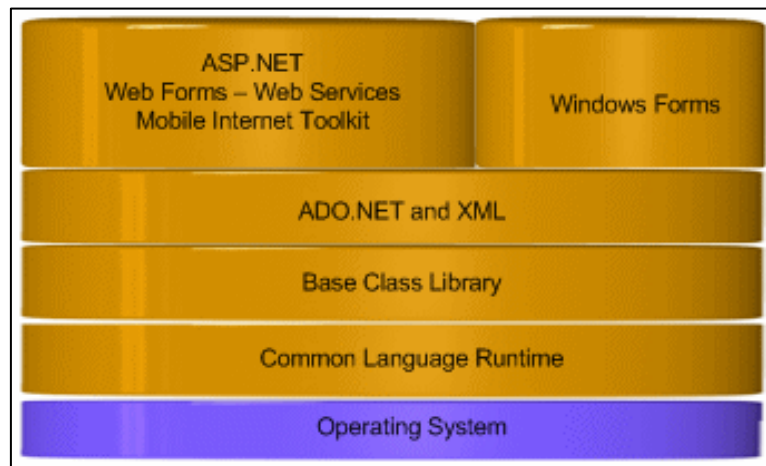 ASP.NET
Web Forms – Web Services
Mobile Internet Toolkit
Windows Forms
ADO.NET and XML
Base Class Library
Common Language Runtime
Operating System